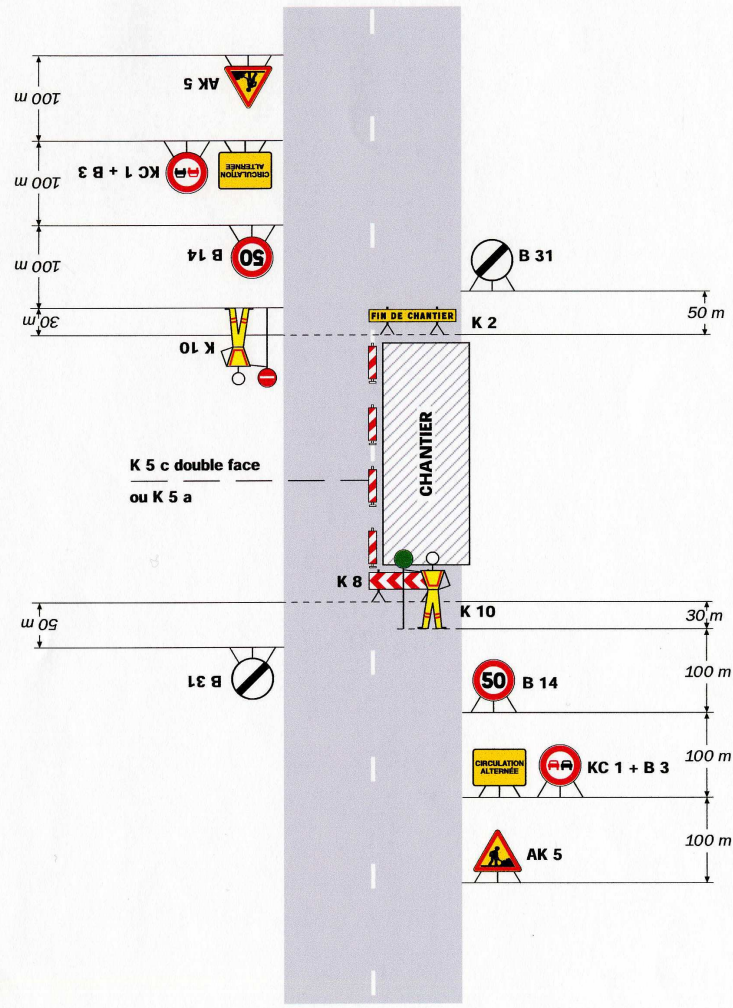 AK 5
100 m
KC 1 + B 3
CIRCULATION
ALTERNÉE
100 m
B 14
50
100 m
B 31
50 m
30 m
K 10
FIN DE CHANTIER
K 2
CHANTIER
K 5 c double face
ou K 5 a
K 8
K 10
30 m
50 m
B 31
50
B 14
100 m
CIRCULATION
ALTERNÉE
KC 1 + B 3
100 m
AK 5
100 m